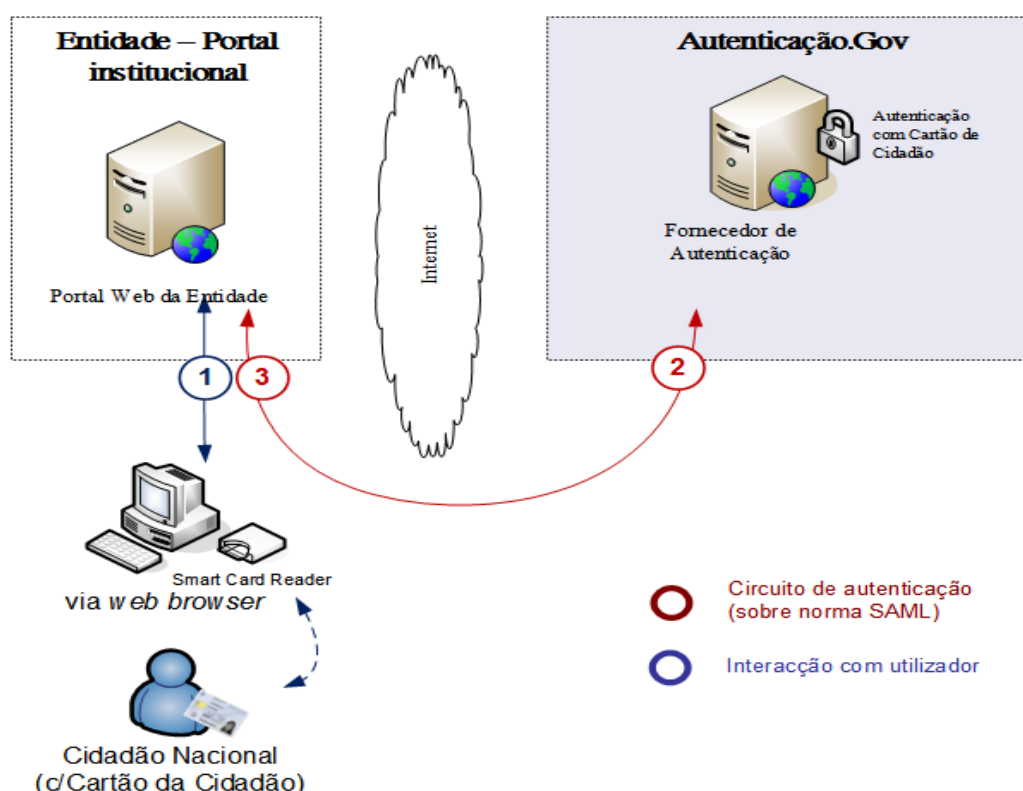 Entidade – Portal
institucional
Portal Web da Entidade
Internet
Autenticação.Gov
Autenticação
com Cartão de
Cidadão
Fornecedor de
Autenticação
1
3
2
Smart Card Reader
via web browser
Cidadão Nacional
(c/Cartão da Cidadão)
Circuito de autenticação
(sobre norma SAML)
Interacção com utilizador